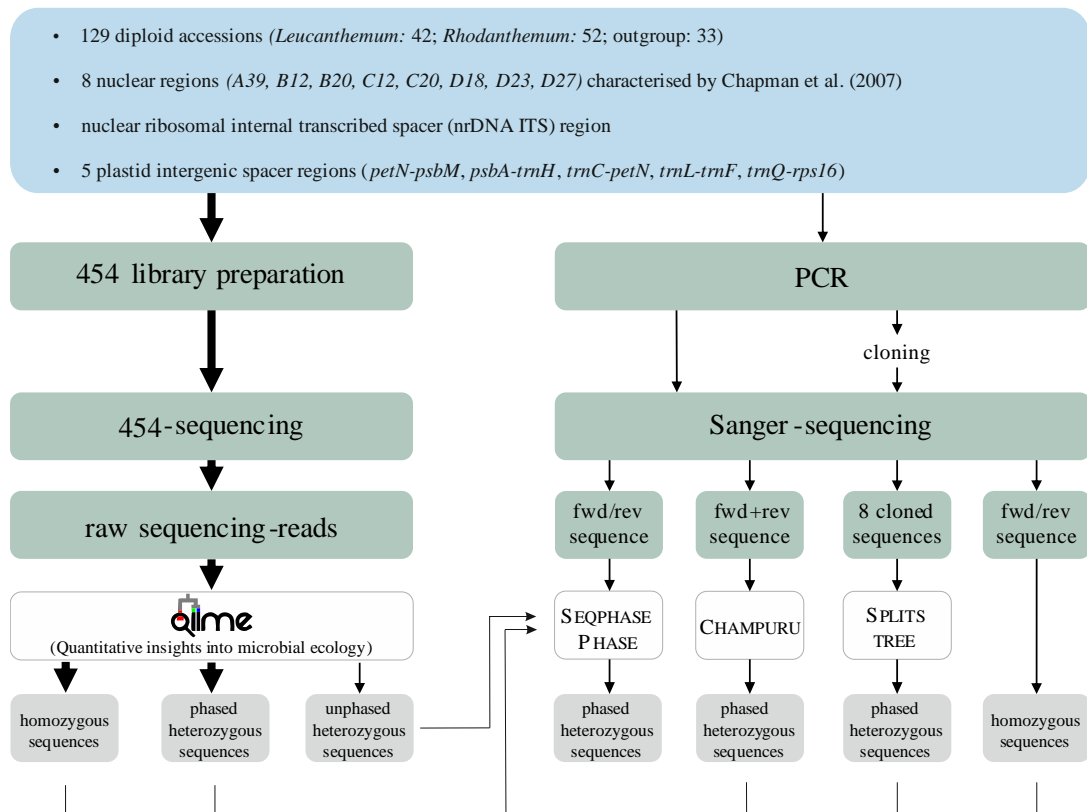 • 129 diploid accessions (Leucanthemum: 42; Rhodanthemum: 52; outgroup: 33)
• 8 nuclear regions (A39, B12, B20, C12, C20, D18, D23, D27) characterised by Chapman et al. (2007)
• nuclear ribosomal internal transcribed spacer (nrDNA ITS) region
• 5 plastid intergenic spacer regions (petN-psbM, psbA-trnH, trnC-petN, trnL-trnF, trnQ-rps16)
454 library preparation
PCR
cloning
454-sequencing
Sanger-sequencing
raw sequencing-reads
fwd/rev
sequence
fwd+rev
sequence
8 cloned
sequences
fwd/rev
sequence
qiime
(Quantitative insights into microbial ecology)
SEQPHASE
PHASE
CHAMPURU
SPLITS
TREE
homozygous
sequences
phased
heterozygous
sequences
unphased
heterozygous
sequences
phased
heterozygous
sequences
phased
heterozygous
sequences
phased
heterozygous
sequences
homozygous
sequences